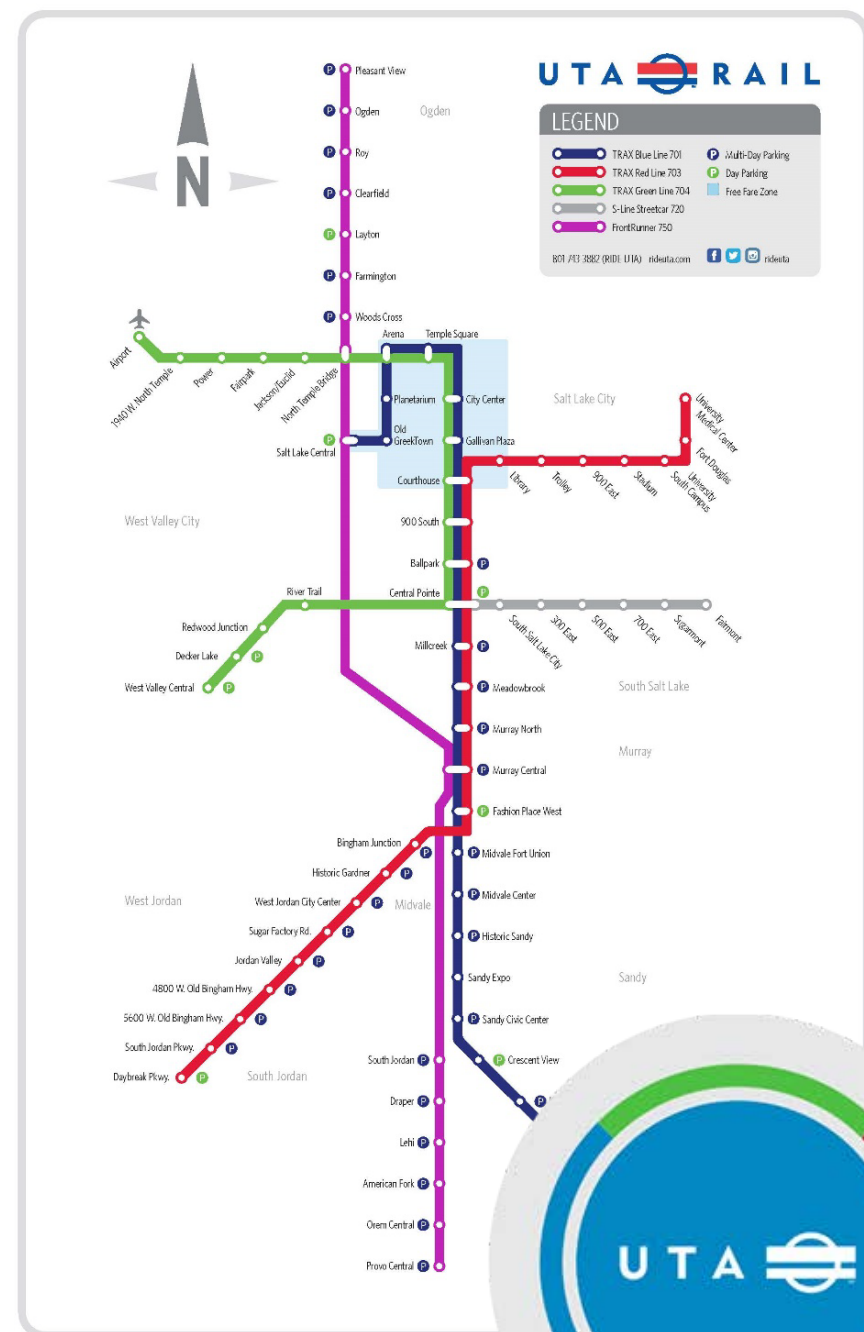 UTA RAIL
LEGEND
TRAX Blue Line 701
TRAX Red Line 703
TRAX Green Line 704
S-Line Streetcar 720
FrontRunner 750
P Multi-Day Parking
P Day Parking
Free Fare Zone
801 743 3882 (RIDE UTA) rideuta.com
rideuta
N
P Pleasant View
P Ogden
Ogden
P Roy
P Clearfield
P Layton
P Farmington
P Woods Cross
Airport
1940 W. North Temple
Power
Fairpark
Jackson/Euclid
North Temple Bridge
Arena
Temple Square
Planetarium
City Center
Salt Lake City
Old
GreekTown
Gallivan Plaza
P
Salt Lake Central
Courthouse
Library
Trolley
900 East
Stadium
University
South Campus
Fort Douglas
University
Medical Center
West Valley City
900 South
Ballpark P
Central Pointe P
River Trail
Redwood Junction
Decker Lake P
West Valley Central P
South Salt Lake City
300 East
500 East
700 East
Sugarmont
Fairmont
Millcreek P
P Meadowbrook
South Salt Lake
P Murray North
Murray
P Murray Central
P Fashion Place West
Bingham Junction P
P Midvale Fort Union
Historic Gardner P
P Midvale Center
West Jordan
West Jordan City Center P
Midvale
Sugar Factory Rd. P
P Historic Sandy
Jordan Valley P
Sandy Expo
Sandy
4800 W. Old Bingham Hwy. P
5600 W. Old Bingham Hwy. P
P Sandy Civic Center
South Jordan Pkwy. P
Daybreak Pkwy. P
South Jordan
South Jordan P
P Crescent View
Draper P
P
Lehi P
American Fork P
Orem Central P
Provo Central P
UTA